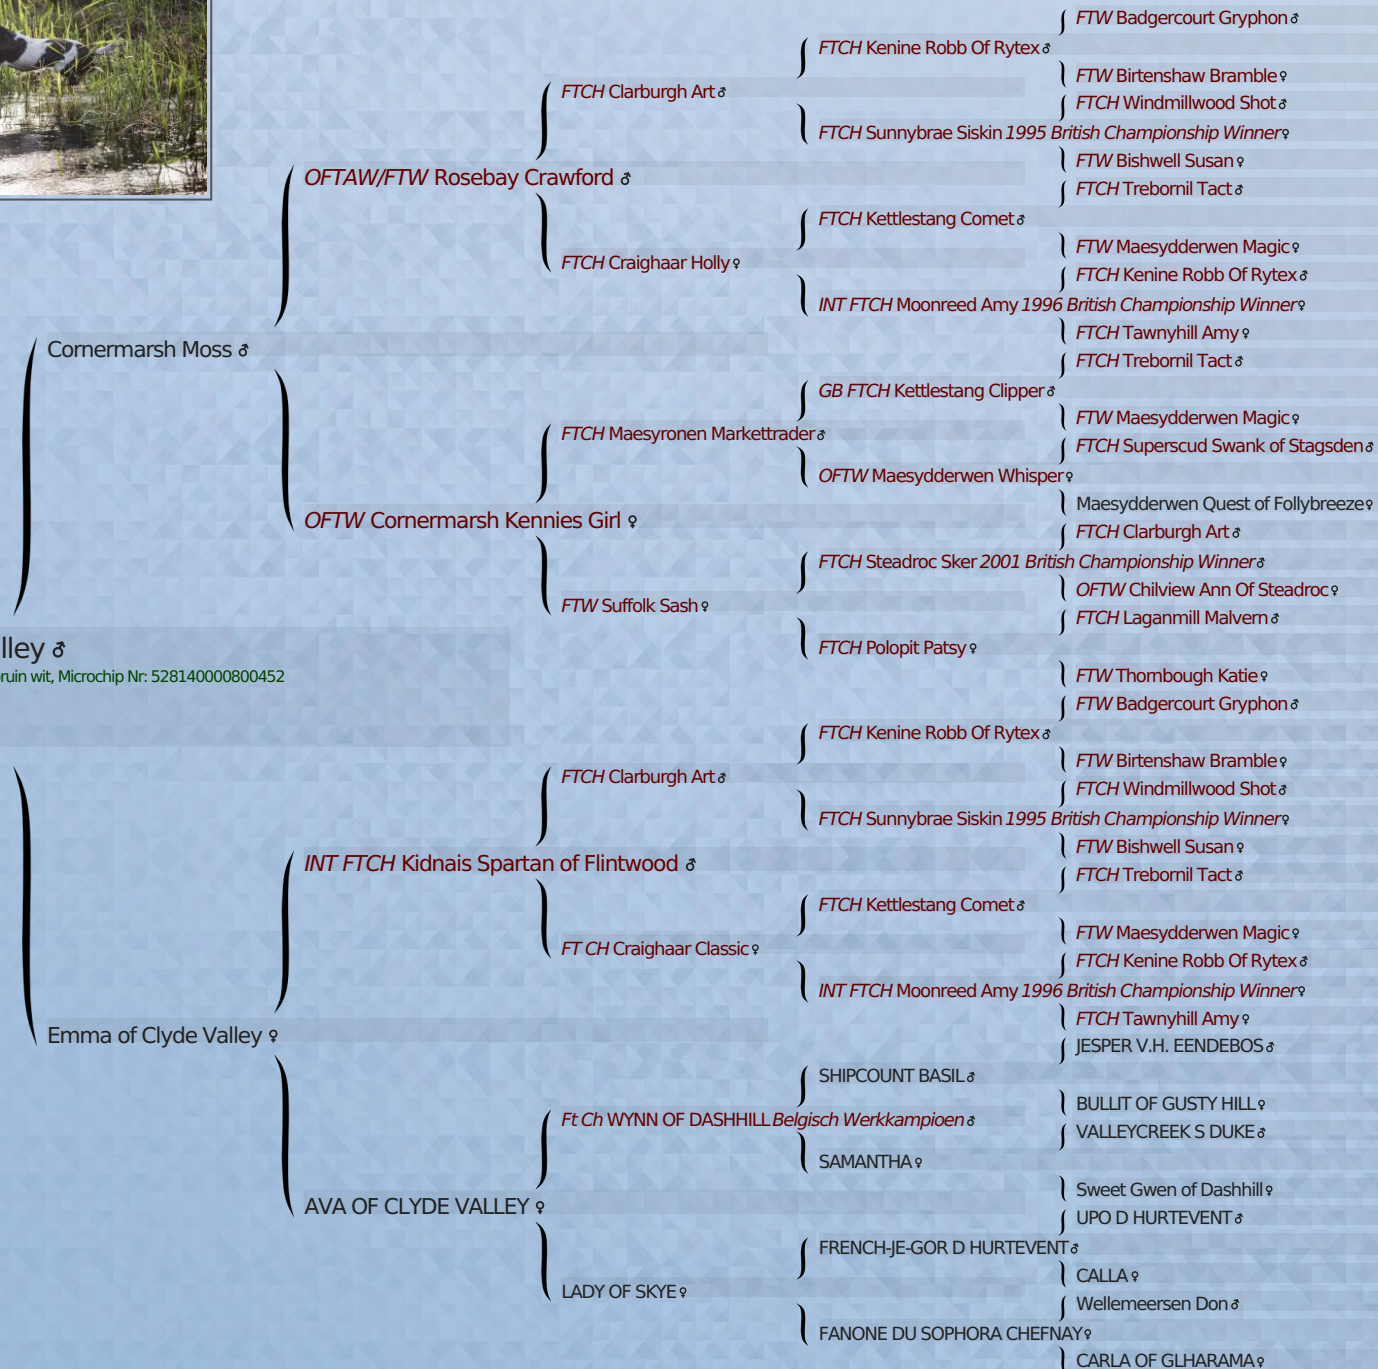 FTW Badgercourt Gryphon ♂
FTCH Kenine Robb Of Rytex ♂
FTW Birtenshaw Bramble ♀
FTCH Clarburgh Art ♂
FTCH Windmillwood Shot ♂
FTCH Sunnybrae Siskin 1995 British Championship Winner ♀
FTW Bishwell Susan ♀
OFTAW/FTW Rosebay Crawford ♂
FTCH Trebornil Tact ♂
FTCH Kettlestang Comet ♂
FTW Maesydderwen Magic ♀
FTCH Craighaar Holly ♀
FTCH Kenine Robb Of Rytex ♂
INT FTCH Moonreed Amy 1996 British Championship Winner ♀
FTCH Tawnyhill Amy ♀
Cornermarsh Moss ♂
FTCH Trebornil Tact ♂
GB FTCH Kettlestang Clipper ♂
FTW Maesydderwen Magic ♀
FTCH Maesyronen Markettrader ♂
FTCH Superscud Swank of Stagsden ♂
OFTW Maesydderwen Whisper ♀
Maesydderwen Quest of Follybreeze ♀
OFTW Cornermarsh Kennies Girl ♀
FTCH Clarburgh Art ♂
FTCH Steadroc Sker 2001 British Championship Winner ♂
OFTW Chilview Ann Of Steadroc ♀
FTW Suffolk Sash ♀
FTCH Laganmill Malvern ♂
FTCH Polopit Patsy ♀
lley ♂
ruin wit, Microchip Nr: 528140000800452
FTW Thornbough Katie ♀
FTW Badgercourt Gryphon ♂
FTCH Kenine Robb Of Rytex ♂
FTW Birtenshaw Bramble ♀
FTCH Clarburgh Art ♂
FTCH Windmillwood Shot ♂
FTCH Sunnybrae Siskin 1995 British Championship Winner ♀
FTW Bishwell Susan ♀
INT FTCH Kidnais Spartan of Flintwood ♂
FTCH Trebornil Tact ♂
FTCH Kettlestang Comet ♂
FTW Maesydderwen Magic ♀
FT CH Craighaar Classic ♀
FTCH Kenine Robb Of Rytex ♂
INT FTCH Moonreed Amy 1996 British Championship Winner ♀
FTCH Tawnyhill Amy ♀
Emma of Clyde Valley ♀
JESPER V.H. EENDEBOS ♂
SHIPCOUNT BASIL ♂
BULLIT OF GUSTY HILL ♀
Ft Ch WYNN OF DASHHILL Belgisch Werkkampioen ♂
VALLEYCREEK S DUKE ♂
SAMANTHA ♀
Sweet Gwen of Dashhill ♀
AVA OF CLYDE VALLEY ♀
UPO D HURTEVENT ♂
FRENCH-JE-GOR D HURTEVENT ♂
CALLA ♀
LADY OF SKYE ♀
Wellemeersen Don ♂
FANONE DU SOPHORA CHEFNAY ♀
CARLA OF GLHARAMA ♀